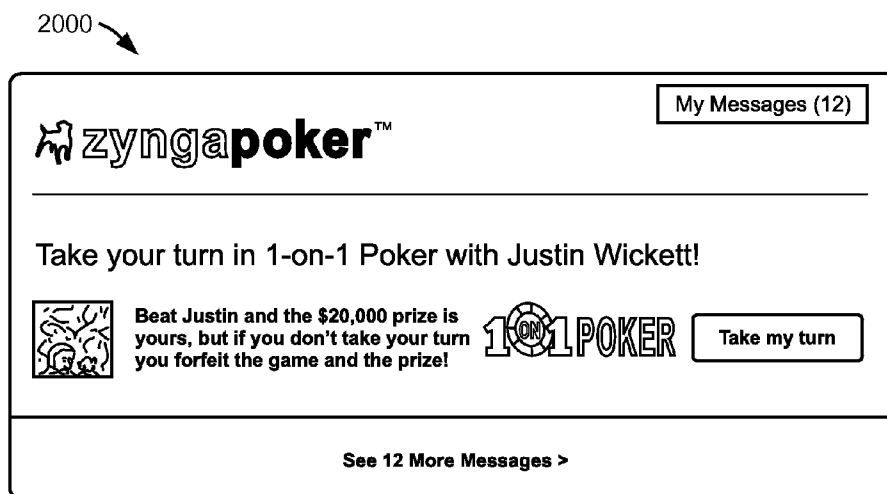 2000
My Messages (12)
zyngapoker™
Take your turn in 1-on-1 Poker with Justin Wickett!
Beat Justin and the $20,000 prize is
yours, but if you don't take your turn
you forfeit the game and the prize!
1 ON 1 POKER
Take my turn
See 12 More Messages >